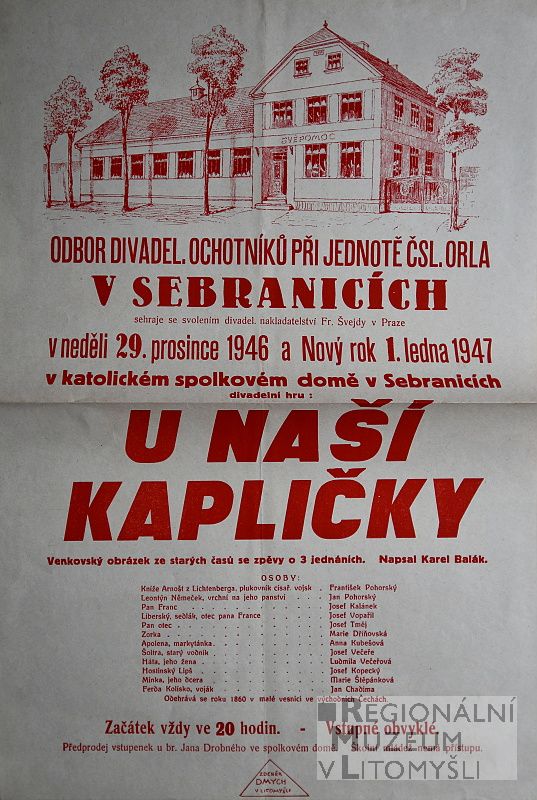 REGIONÁLNÍ
MUZEUM
V LITOMYŠLI
SVÉPOMOC
ODBOR DIVADEL. OCHOTNÍKŮ PŘI JEDNOTĚ ČSL. ORLA
V SEBRANICÍCH
sehraje se svolením divadel. nakladatelství Fr. Švejdy v Praze
v neděli 29. prosince 1946 a Nový rok 1. ledna 1947
v katolickém spolkovém domě v Sebranicích
divadelní hru :
U NAŠÍ
KAPLIČKY
Venkovský obrázek ze starých časů se zpěvy o 3 jednáních. Napsal Karel Balák.
OSOBY:
Kníže Arnošt z Lichtenberga, plukovník císař. vojsk . František Pohorský
Leontýn Němeček, vrchní na jeho panství . . . . Jan Pohorský
Pan Franc . . . . . . . . Josef Kalánek
Liberský, sedlák, otec pana France . . . . . Josef Vopařil
Pan otec . . . . . . . . Josef Tměj
Zorka . . . . . . . . Marie Dřínovská
Apolena, markytánka . . . . . . . Anna Kubešová
Šoltra, starý vodník . . . . . . . Josef Večeře
Háta, jeho žena . . . . . . . Ludmila Večeřová
Hostinský Lipš . . . . . . . Josef Kopecký
Minka, jeho dcera . . . . . . . Marie Štěpánková
Ferda Kolisko, voják . . . . . . . Jan Chadima
Odehrává se roku 1860 v malé vesnici ve východních Čechách.
Začátek vždy ve 20 hodin. - Vstupné obvyklé.
Předprodej vstupenek u br. Jana Drobného ve spolkovém domě. Školní mládež nemá přístupu.
ZDENĚK
DMYCH
V LITOMYŠLI
REGIONÁLNÍ
MUZEUM
V LITOMYŠLI